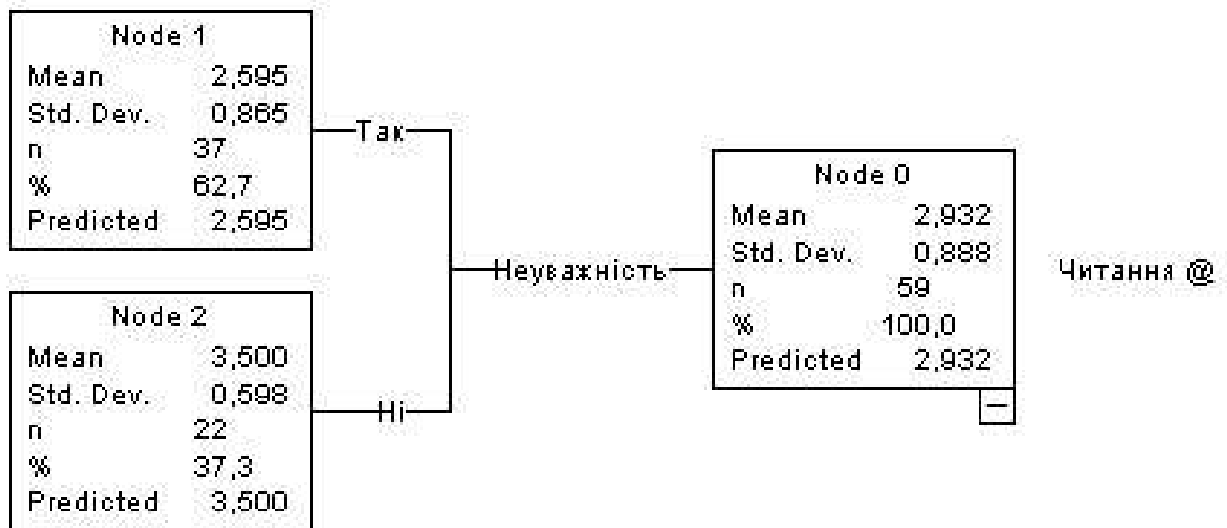 Node 1
Mean 2,595
Std. Dev. 0,865
n 37
% 62,7
Predicted 2,595
Так
Node 2
Mean 3,500
Std. Dev. 0,598
n 22
% 37,3
Predicted 3,500
Ні
Неуважність
Node 0
Mean 2,932
Std. Dev. 0,888
n 59
% 100,0
Predicted 2,932
Читання @